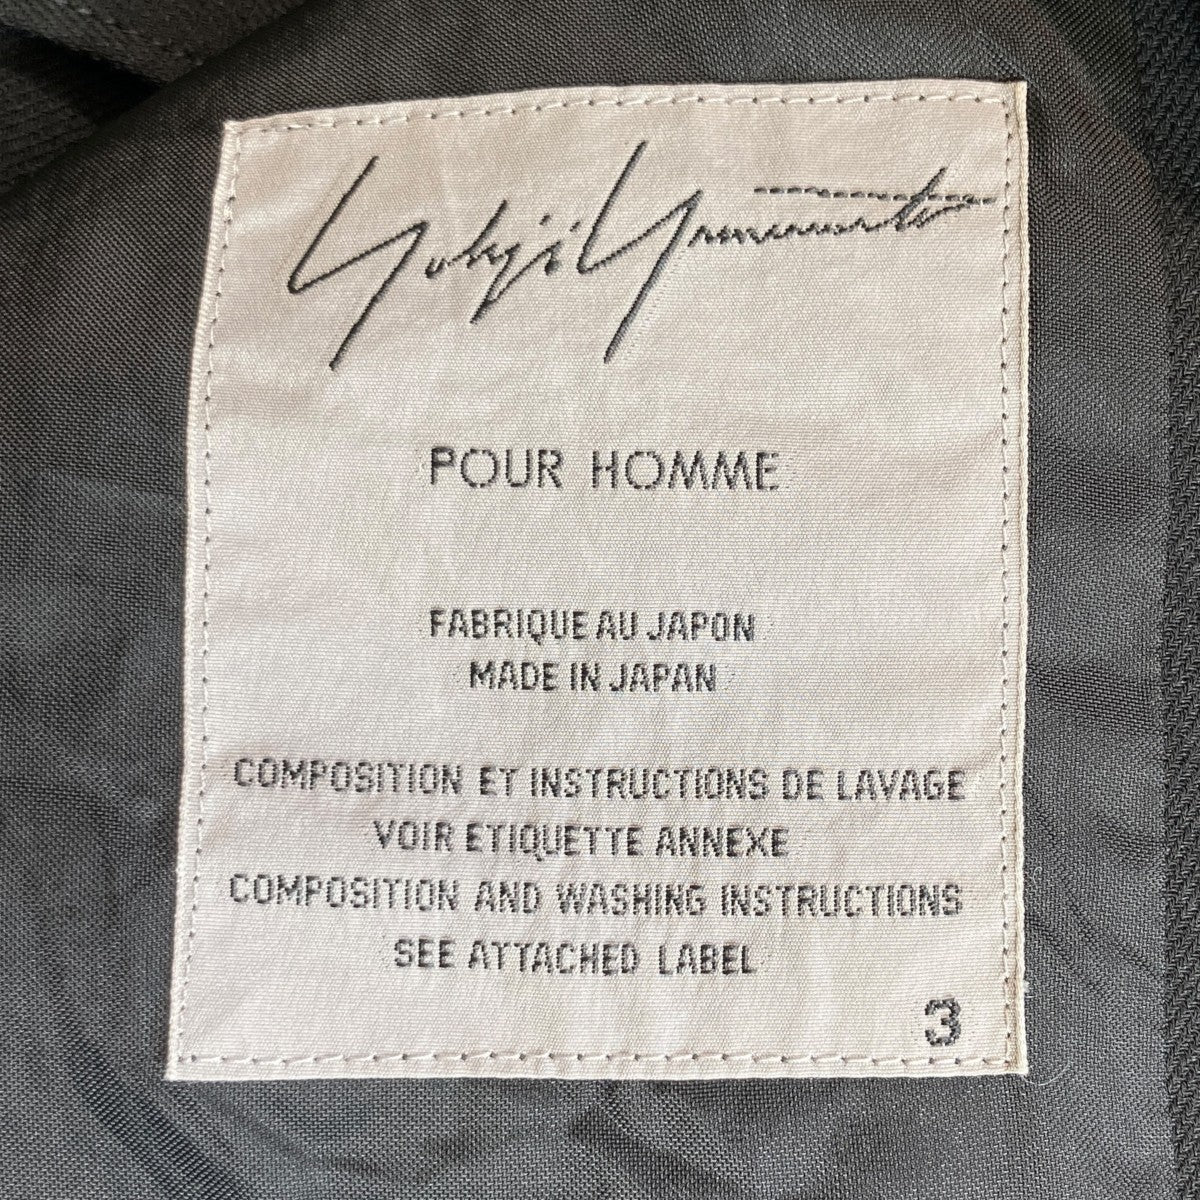 Yohji Yamamoto
POUR HOMME
FABRIQUE AU JAPON
MADE IN JAPAN
COMPOSITION ET INSTRUCTIONS DE LAVAGE
VOIR ETIQUETTE ANNEXE
COMPOSITION AND WASHING INSTRUCTIONS
SEE ATTACHED LABEL
3